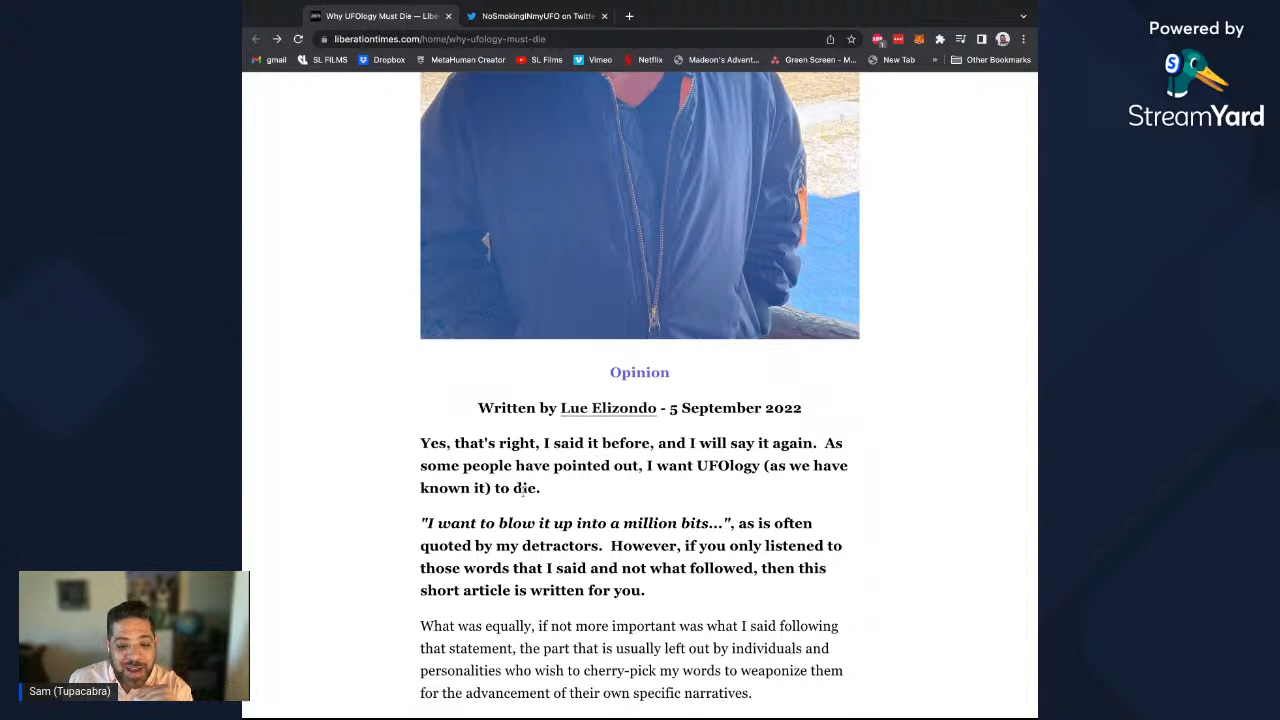 Why UFOlogy Must Die — Libe
NoSmokingINmyUFO on Twitte
Powered by
StreamYard
liberationtimes.com/home/why-ufology-must-die
gmail
SL FILMS
Dropbox
MetaHuman Creator
SL Films
Vimeo
Netflix
Madeon's Advent...
Green Screen - M...
New Tab
»
Other Bookmarks
Opinion
Written by Lue Elizondo - 5 September 2022
Yes, that's right, I said it before, and I will say it again. As
some people have pointed out, I want UFOlogy (as we have
known it) to die.
"I want to blow it up into a million bits...", as is often
quoted by my detractors. However, if you only listened to
those words that I said and not what followed, then this
short article is written for you.
What was equally, if not more important was what I said following
that statement, the part that is usually left out by individuals and
personalities who wish to cherry-pick my words to weaponize them
for the advancement of their own specific narratives.
Sam (Tupacabra)